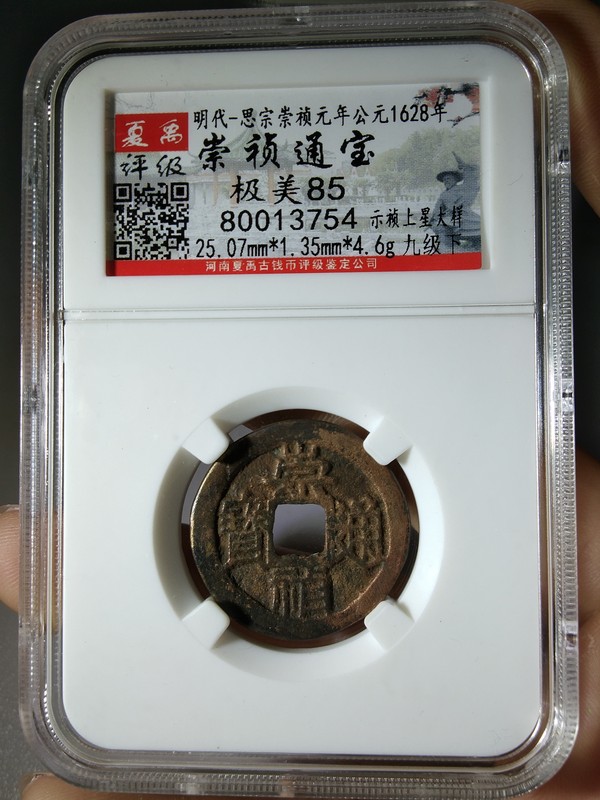 夏禹
评级
明代-思宗崇祯元年公元1628年
崇祯通宝
极美85
80013754 示祯上星大样
25.07mm*1.35mm*4.6g 九级下
河南夏禹古钱币评级鉴定公司
崇
寶 通
禎